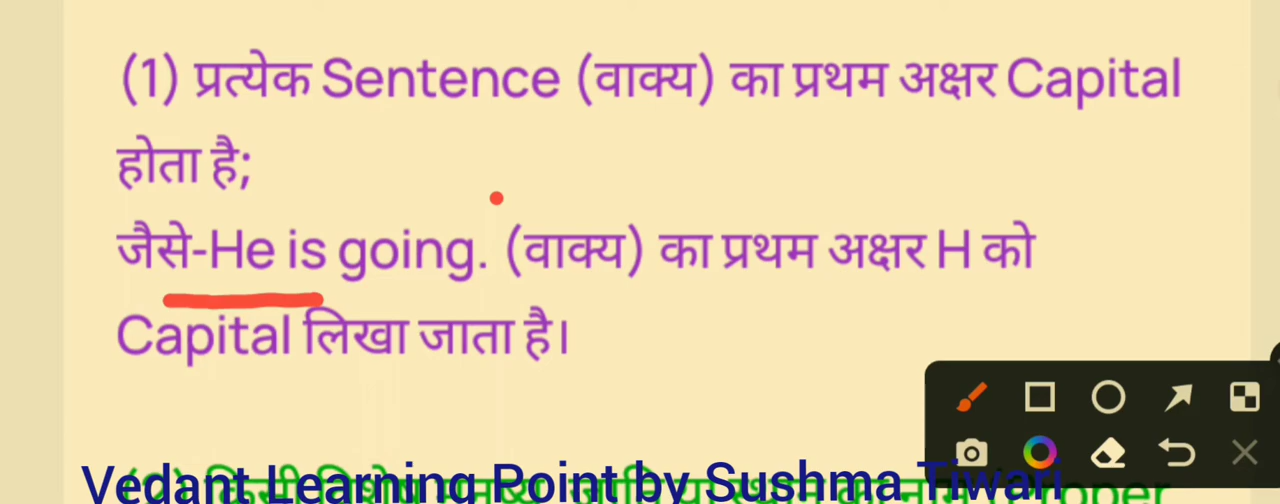 (1) प्रत्येक Sentence (वाक्य) का प्रथम अक्षर Capital
होता है;
जैसे-He is going. (वाक्य) का प्रथम अक्षर H को
Capital लिखा जाता है।
Vedant Learning Point by Sushma Tiwari